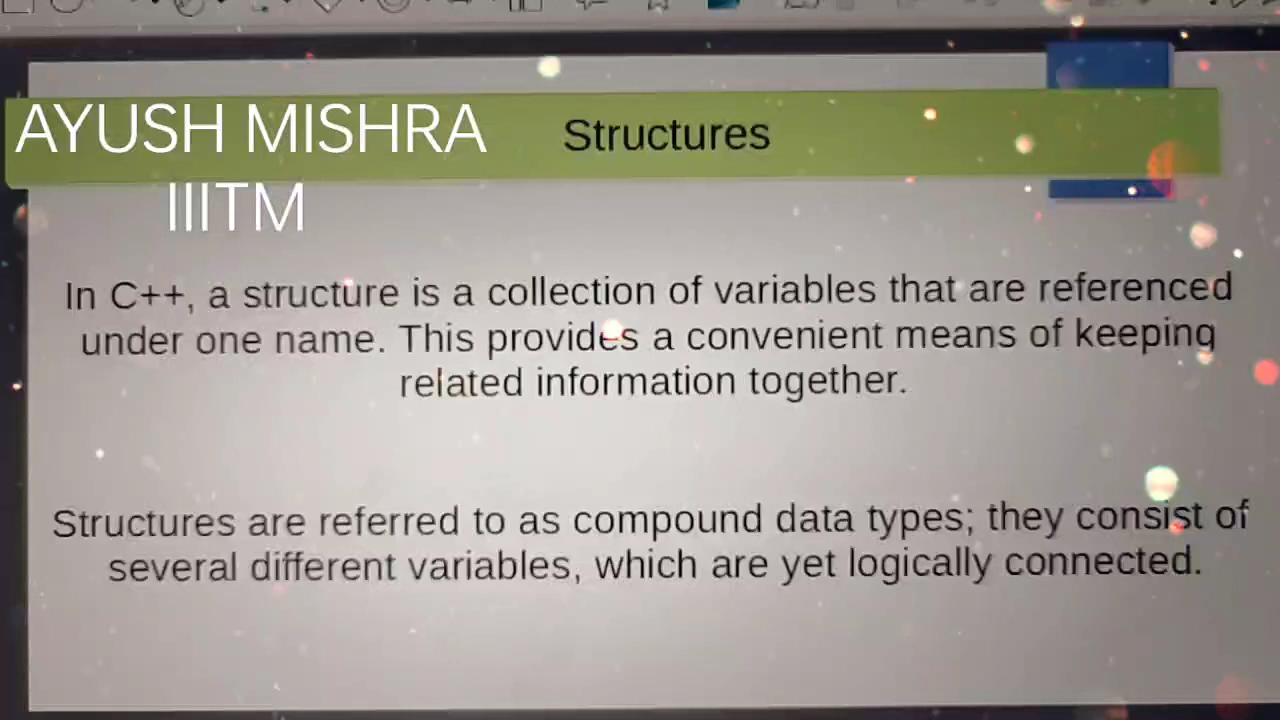 AYUSH MISHRA
IIITM
Structures
In C++, a structure is a collection of variables that are referenced
under one name. This provides a convenient means of keeping
related information together.
Structures are referred to as compound data types; they consist of
several different variables, which are yet logically connected.